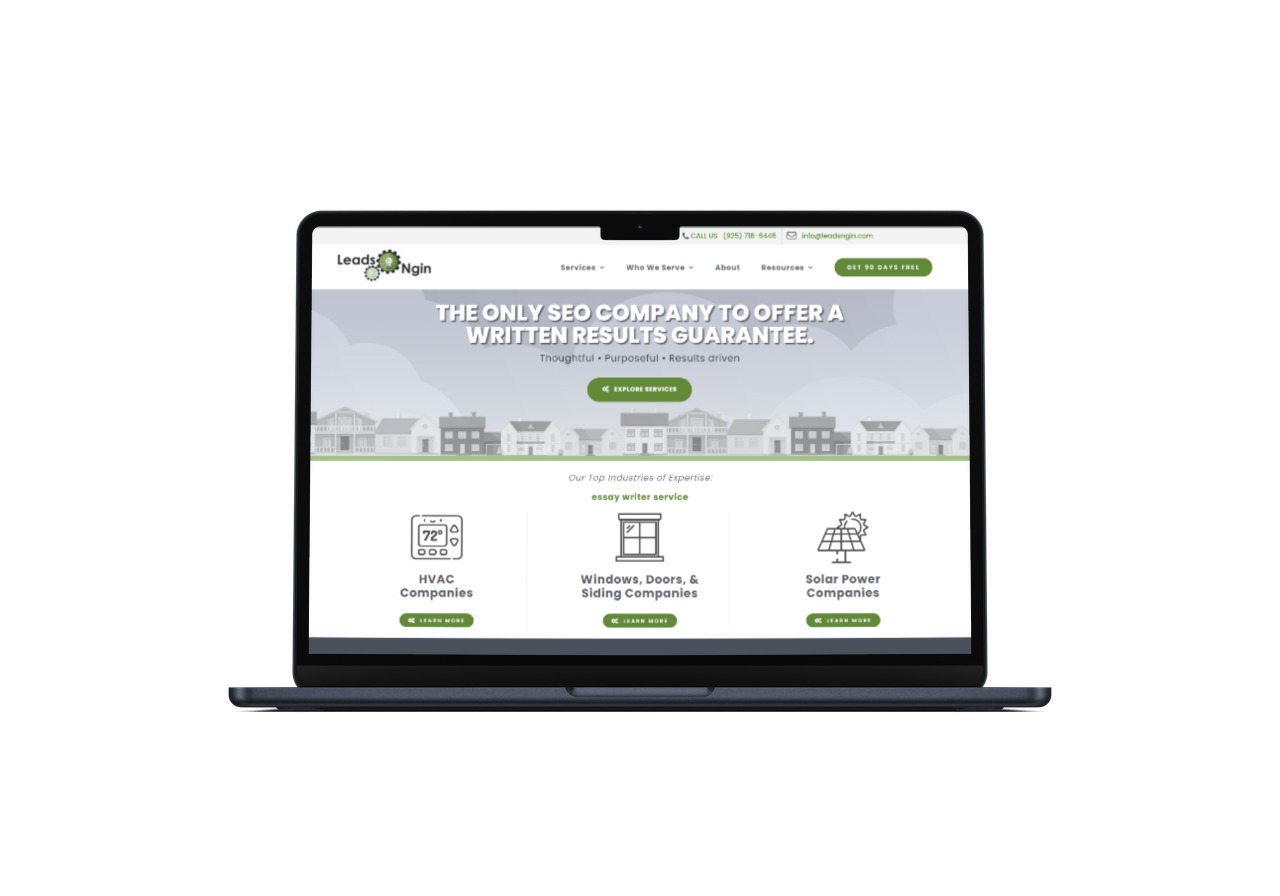 CALL US (925) 718-6446 info@leadsngin.com
Leads Ngin
Services Who We Serve About Resources GET 90 DAYS FREE
THE ONLY SEO COMPANY TO OFFER A
WRITTEN RESULTS GUARANTEE.
Thoughtful • Purposeful • Results driven
EXPLORE SERVICES
Our Top Industries of Expertise:
essay writer service
72°
HVAC
Companies
LEARN MORE
Windows, Doors, &
Siding Companies
LEARN MORE
Solar Power
Companies
LEARN MORE